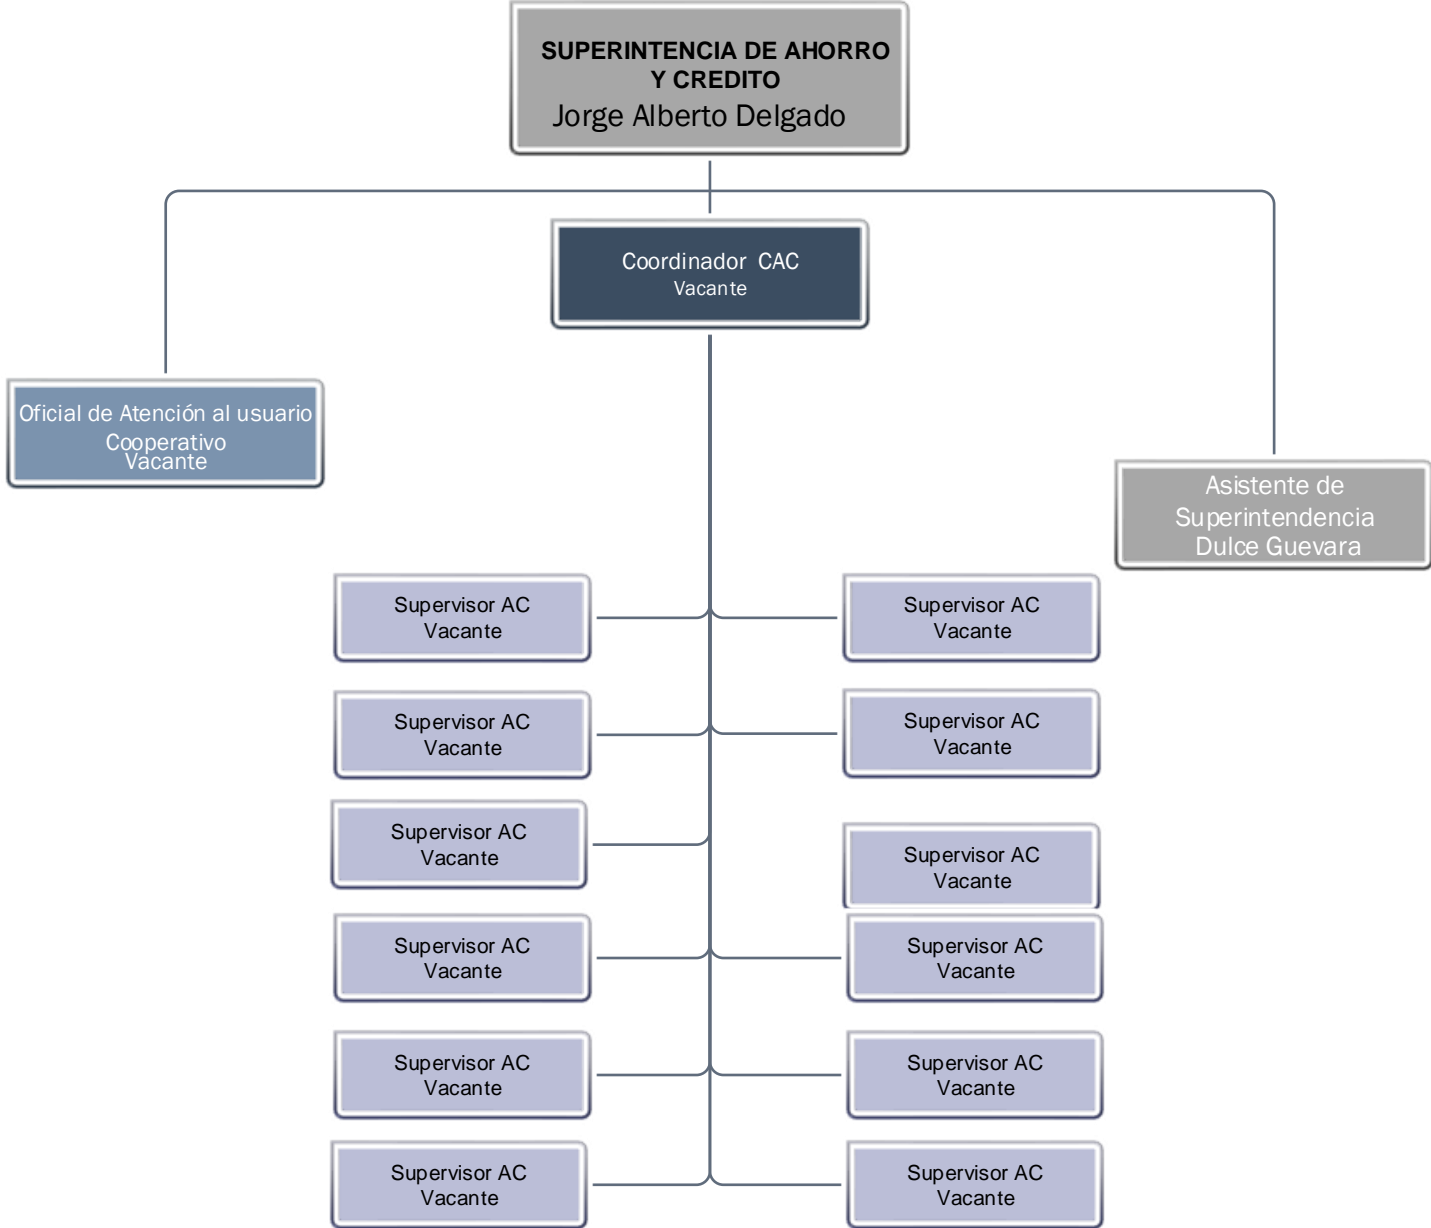 SUPERINTENCIA DE AHORRO
Y CREDITO
Jorge Alberto Delgado
Coordinador CAC
Vacante
Oficial de Atención al usuario
Cooperativo
Vacante
Asistente de
Superintendencia
Dulce Guevara
Supervisor AC
Vacante
Supervisor AC
Vacante
Supervisor AC
Vacante
Supervisor AC
Vacante
Supervisor AC
Vacante
Supervisor AC
Vacante
Supervisor AC
Vacante
Supervisor AC
Vacante
Supervisor AC
Vacante
Supervisor AC
Vacante
Supervisor AC
Vacante
Supervisor AC
Vacante